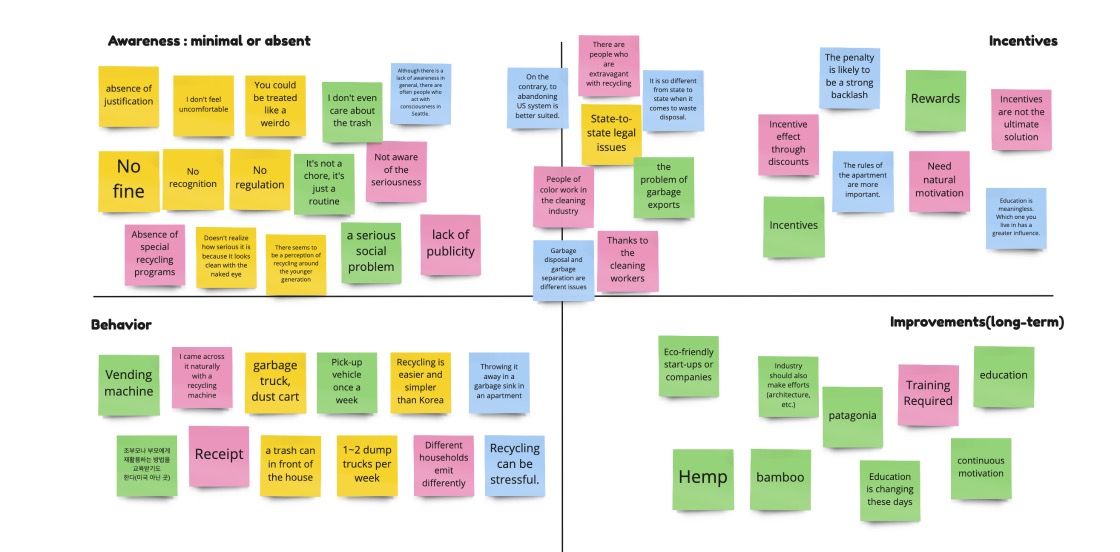 Awareness : minimal or absent
absence of
justification
I don't feel
uncomfortable
You could
be treated
like a
weirdo
I don't even
care about
the trash
Although there is a
lack of awareness in
general, there are
often people who
act with
consciousness in
Seattle.
No
fine
No
recognition
No
regulation
It's not a
chore, it's
just a
routine
Not aware
of the
seriousness
Absence of
special
recycling
programs
Doesn't realize
how serious it is
because it looks
clean with the
naked eye
There seems to
be a perception of
recycling around
the younger
generation
a serious
social
problem
lack of
publicity
On the
contrary, to
abandoning
US system is
better suited.
There are
people who
are
extravagant
with recycling
It is so different
from state to
state when it
comes to waste
disposal.
State-to-
state legal
issues
People of
color work in
the cleaning
industry
the
problem of
garbage
exports
Garbage
disposal and
garbage
separation are
different issues
Thanks to
the
cleaning
workers
Incentives
The penalty
is likely to
be a strong
backlash
Rewards
Incentives
are not the
ultimate
solution
Incentive
effect
through
discounts
The rules of
the apartment
are more
important.
Need
natural
motivation
Incentives
Education is
meaningless.
Which one you
live in has a
greater influence.
Behavior
Vending
machine
I came across
it naturally
with a
recycling
machine
garbage
truck,
dust cart
Pick-up
vehicle
once a
week
Recycling is
easier and
simpler
than Korea
Throwing it
away in a
garbage sink in
an apartment
조부모나 부모에게
재활용하는 방법을
교육받기도
한다(미국 아닌 곳)
Receipt
a trash can
in front of
the house
1~2 dump
trucks per
week
Different
households
emit
differently
Recycling
can be
stressful.
Improvements(long-term)
Eco-friendly
start-ups or
companies
Industry
should also
make efforts
(architecture,
etc.)
patagonia
Training
Required
education
Hemp
bamboo
Education
is changing
these days
continuous
motivation